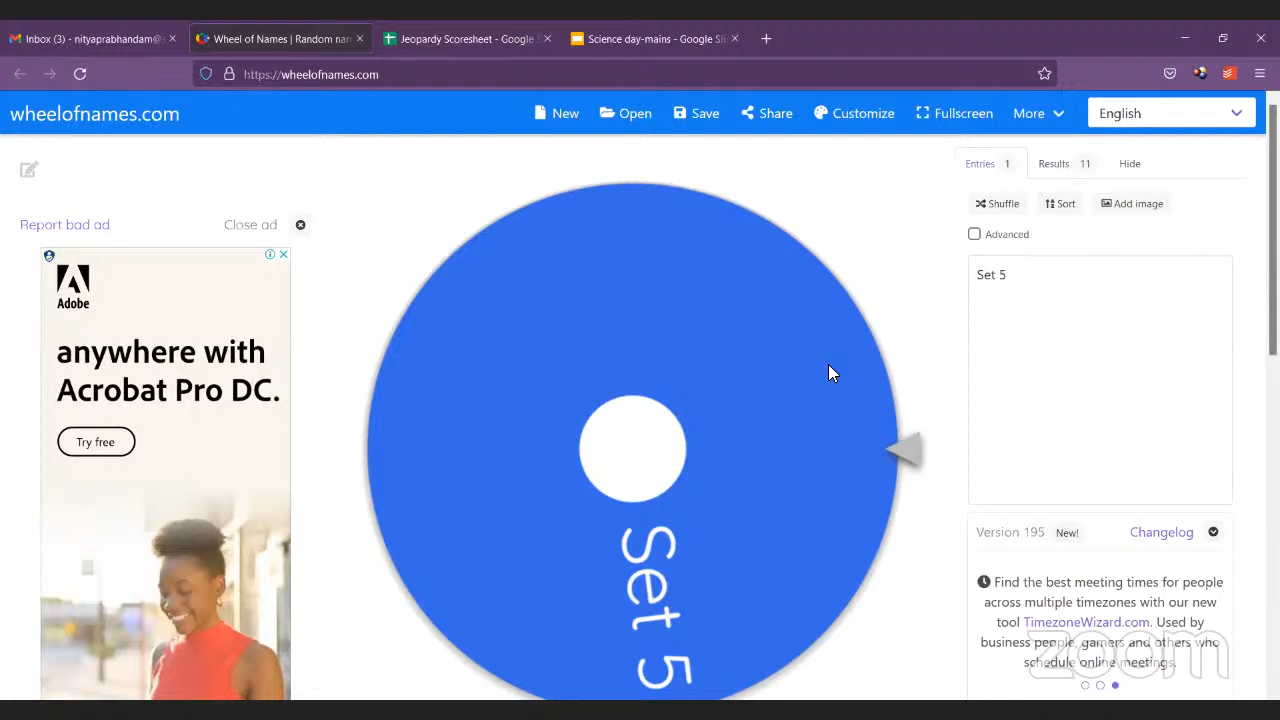 Inbox (3) - nityaprabhandam@
Wheel of Names | Random nam
Jeopardy Scoresheet - Google S
Science day-mains - Google Sli
https://wheelofnames.com
wheelofnames.com
New
Open
Save
Share
Customize
Fullscreen
More
English
Entries 1
Results 11
Hide
Report bad ad
Close ad
Shuffle
Sort
Add image
Advanced
Adobe
anywhere with
Acrobat Pro DC.
Try free
Set 5
Set 5
Version 195
New!
Changelog
Find the best meeting times for people
across multiple timezones with our new
tool TimezoneWizard.com. Used by
business people, gamers and others who
schedule online meetings.
zoom